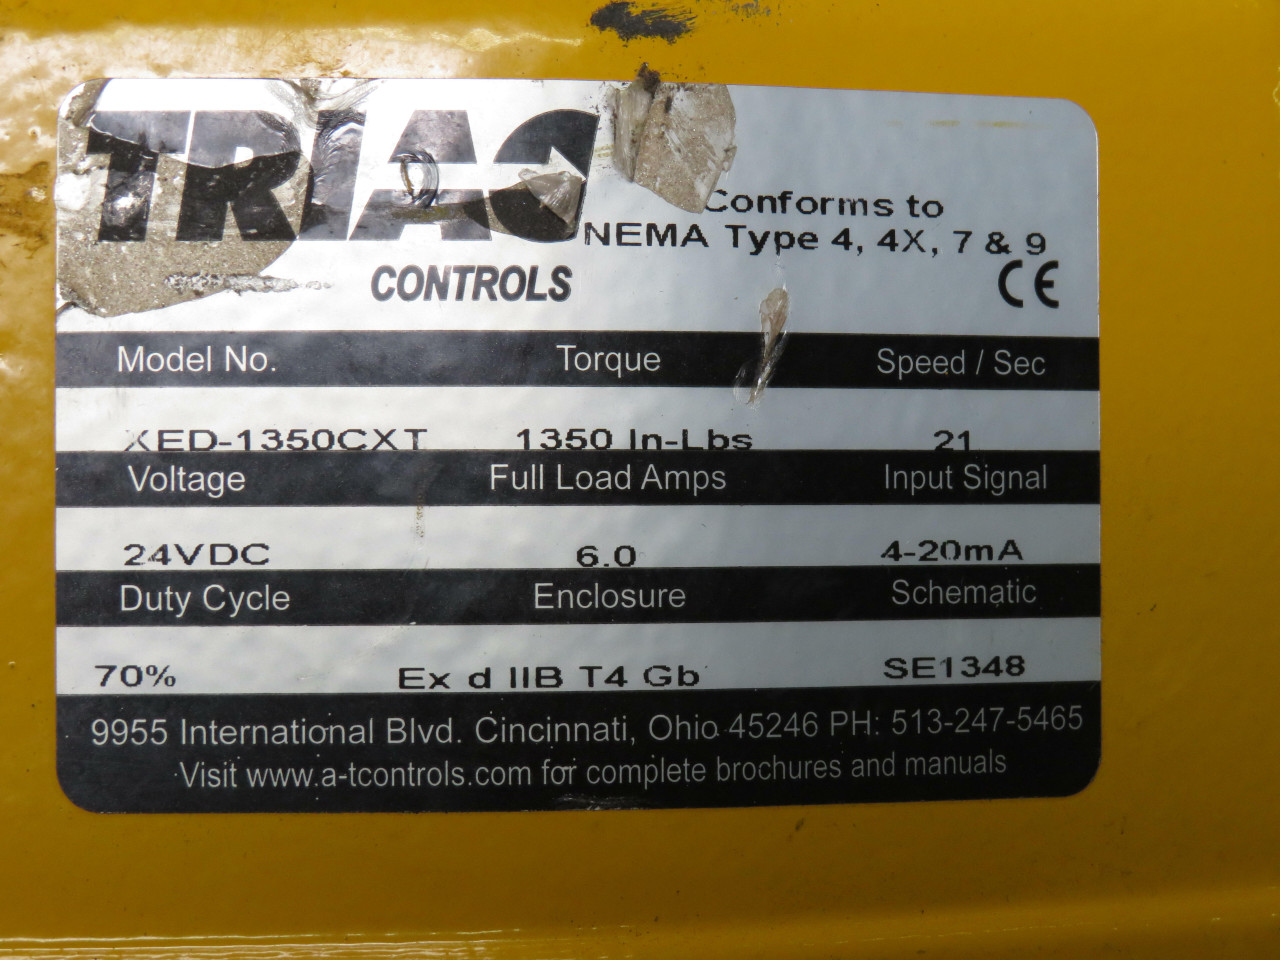 TRIAC
CONTROLS
Conforms to
NEMA Type 4, 4X, 7 & 9
CE
Model No. Torque Speed / Sec
XED-1350CXT 1350 In-Lbs 21
Voltage Full Load Amps Input Signal
24VDC 6.0 4-20mA
Duty Cycle Enclosure Schematic
70% Ex d IIB T4 Gb SE1348
9955 International Blvd. Cincinnati, Ohio 45246 PH: 513-247-5465
Visit www.a-tcontrols.com for complete brochures and manuals